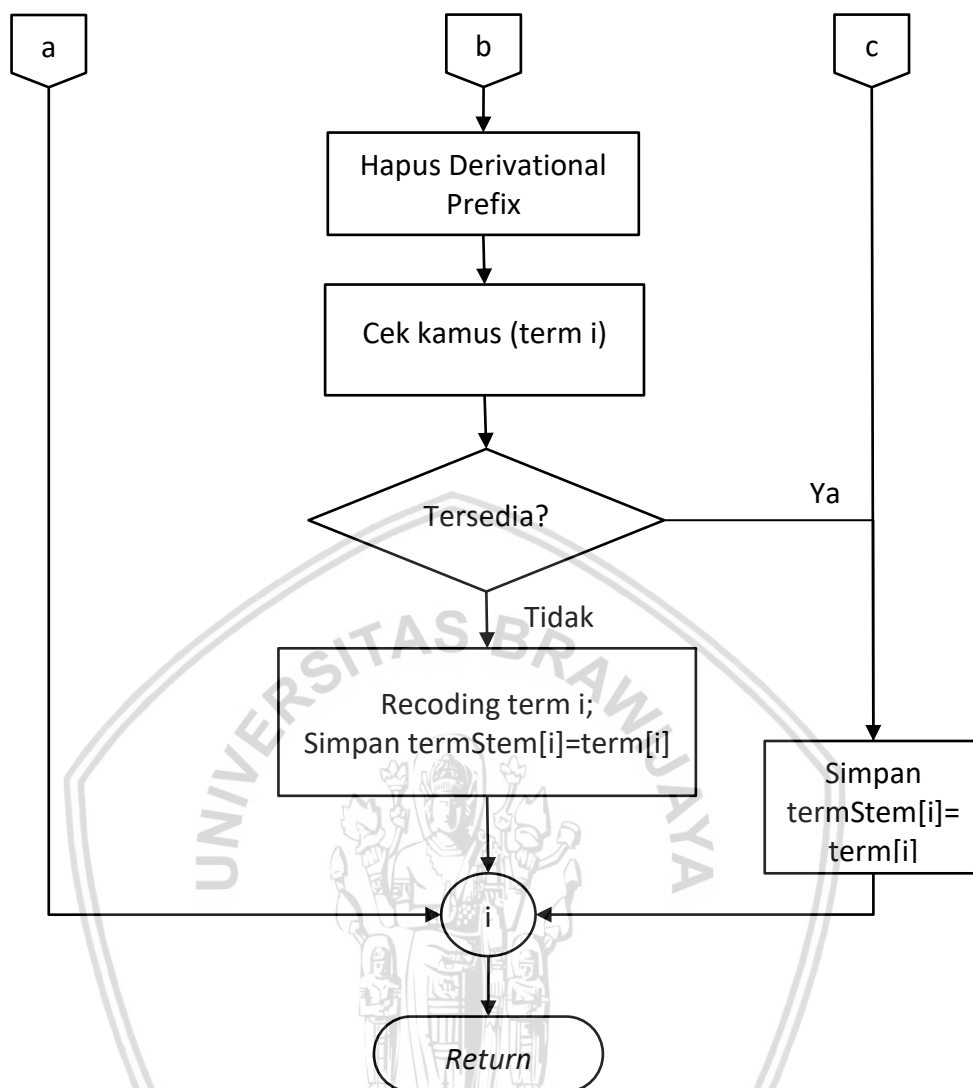 a
b
c
Hapus Derivational
Prefix
Cek kamus (term i)
Tersedia?
Ya
Tidak
Recoding term i;
Simpan termStem[i]=term[i]
Simpan
termStem[i]=
term[i]
i
Return
UNIVERSITAS BRAWIJAYA